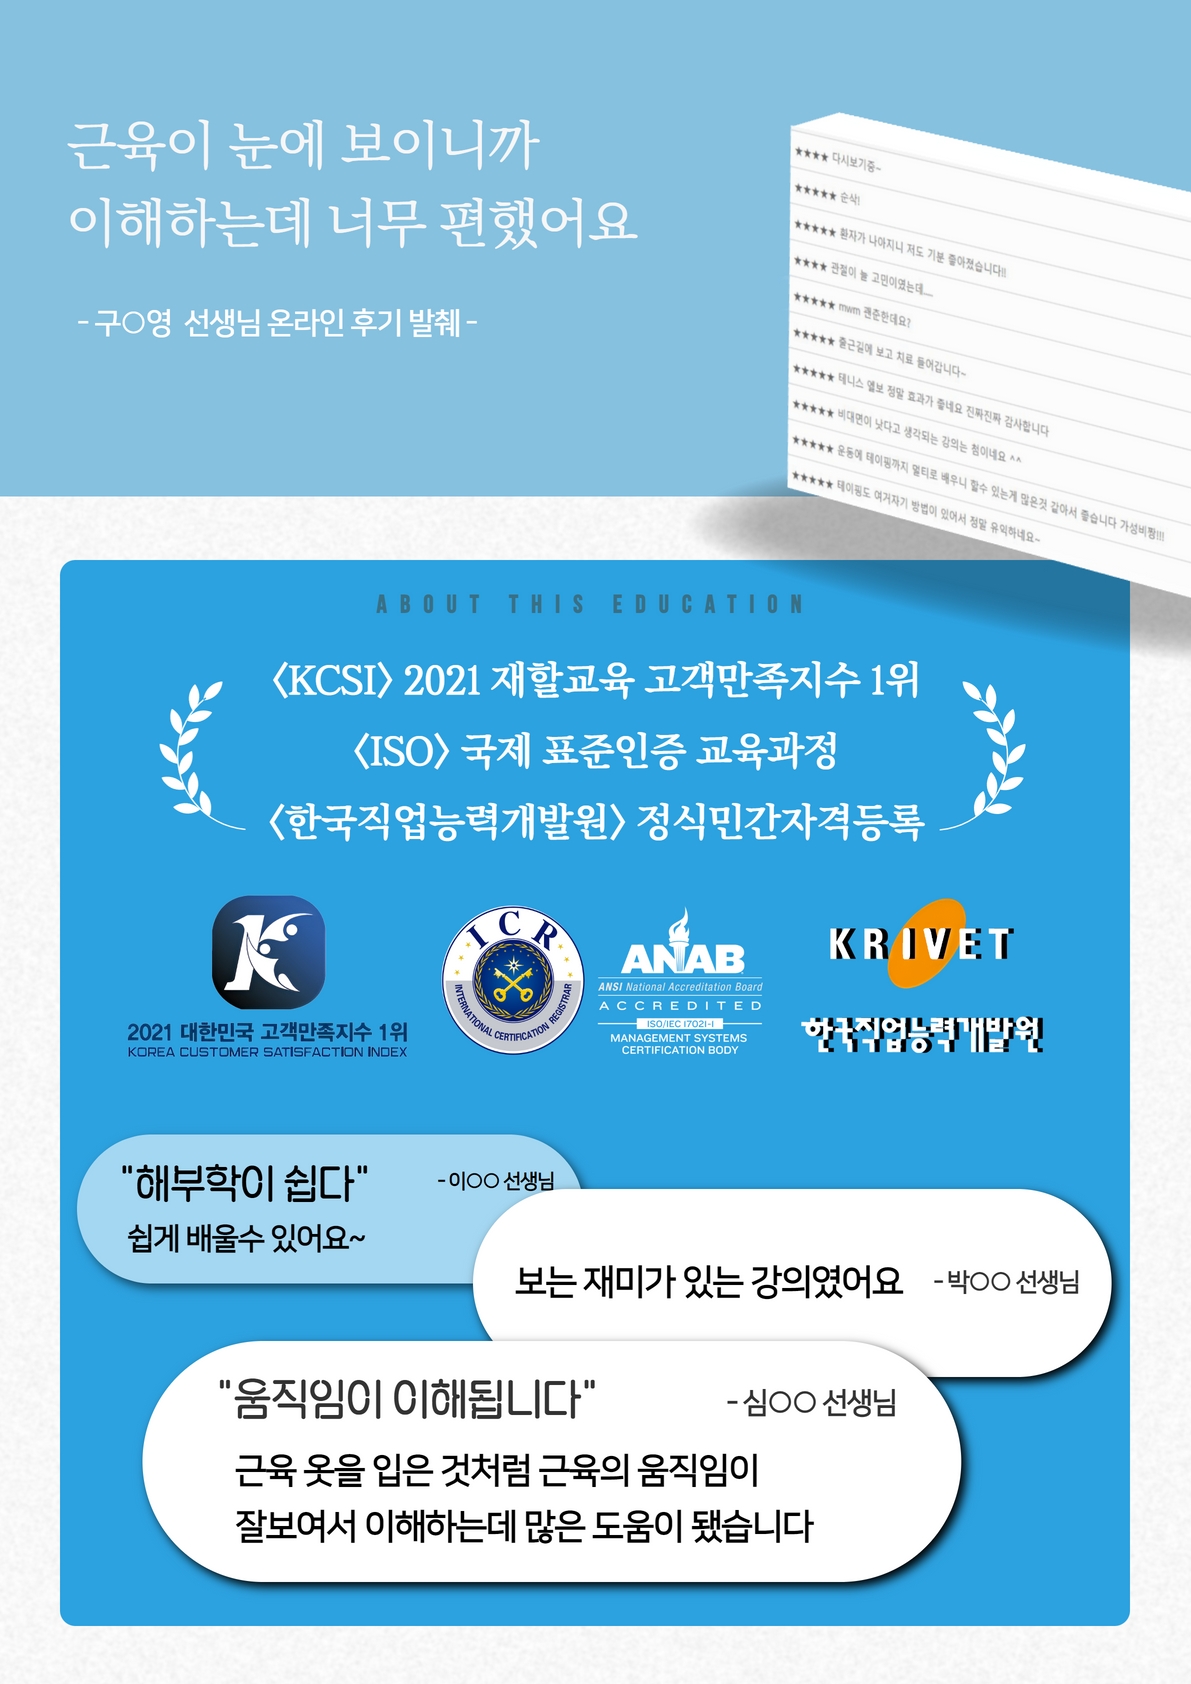 근육이 눈에 보이니까
이해하는데 너무 편했어요
- 구○영 선생님 온라인 후기 발췌 -
★★★★ 다시보기중~
★★★★★ 순삭!
★★★★★ 환자가 나아지니 저도 기분 좋아졌습니다!!
★★★★ 관절이 늘 고민이였는데....
★★★★★ mwm 괜준한데요?
★★★★★ 출근길에 보고 치료 들어갑니다~
★★★★★ 테니스 엘보 정말 효과가 좋네요 진짜진짜 감사합니다
★★★★★ 비대면이 낫다고 생각되는 강의는 첨이네요 ^^
★★★★★ 운동에 테이핑까지 멀티로 배우니 할수 있는게 많은것 같아서 좋습니다 가성비짱!!!
★★★★★ 테이핑도 여거자기 방법이 있어서 정말 유익하네요~
ABOUT THIS EDUCATION
〈KCSI〉 2021 재할교육 고객만족지수 1위
〈ISO〉 국제 표준인증 교육과정
〈한국직업능력개발원〉 정식민간자격등록
K
2021 대한민국 고객만족지수 1위
KOREA CUSTOMER SATISFACTION INDEX
ICR
INTERNATIONAL CERTIFICATION REGISTRAR
ANAB
ANSI National Accreditation Board
ACCREDITED
ISO/IEC 17021-1
MANAGEMENT SYSTEMS
CERTIFICATION BODY
KRIVET
한국직업능력개발원
"해부학이 쉽다" - 이○○ 선생님
쉽게 배울수 있어요~
보는 재미가 있는 강의였어요 - 박○○ 선생님
"움직임이 이해됩니다" - 심○○ 선생님
근육 옷을 입은 것처럼 근육의 움직임이
잘보여서 이해하는데 많은 도움이 됐습니다